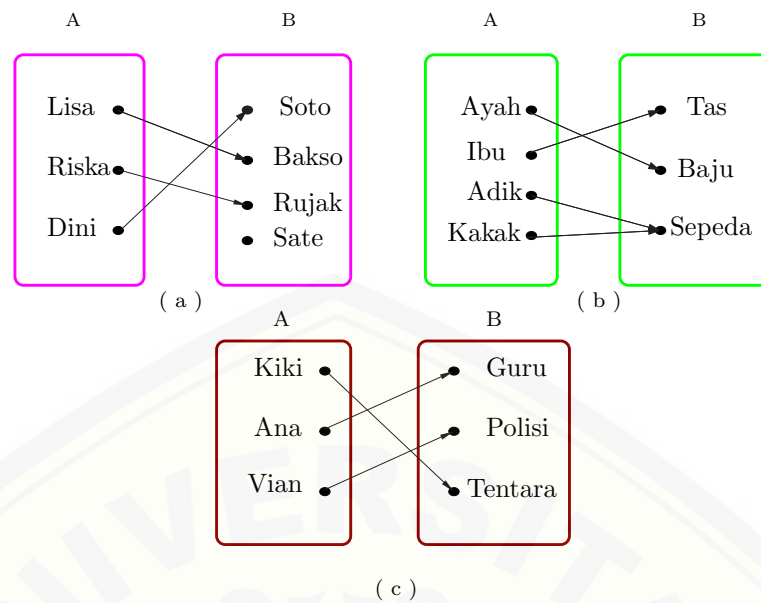 A
B
Lisa
Riska
Dini
Soto
Bakso
Rujak
Sate
( a )
A
B
Ayah
Ibu
Adik
Kakak
Tas
Baju
Sepeda
( b )
A
B
Kiki
Ana
Vian
Guru
Polisi
Tentara
( c )
UNIVERSITA